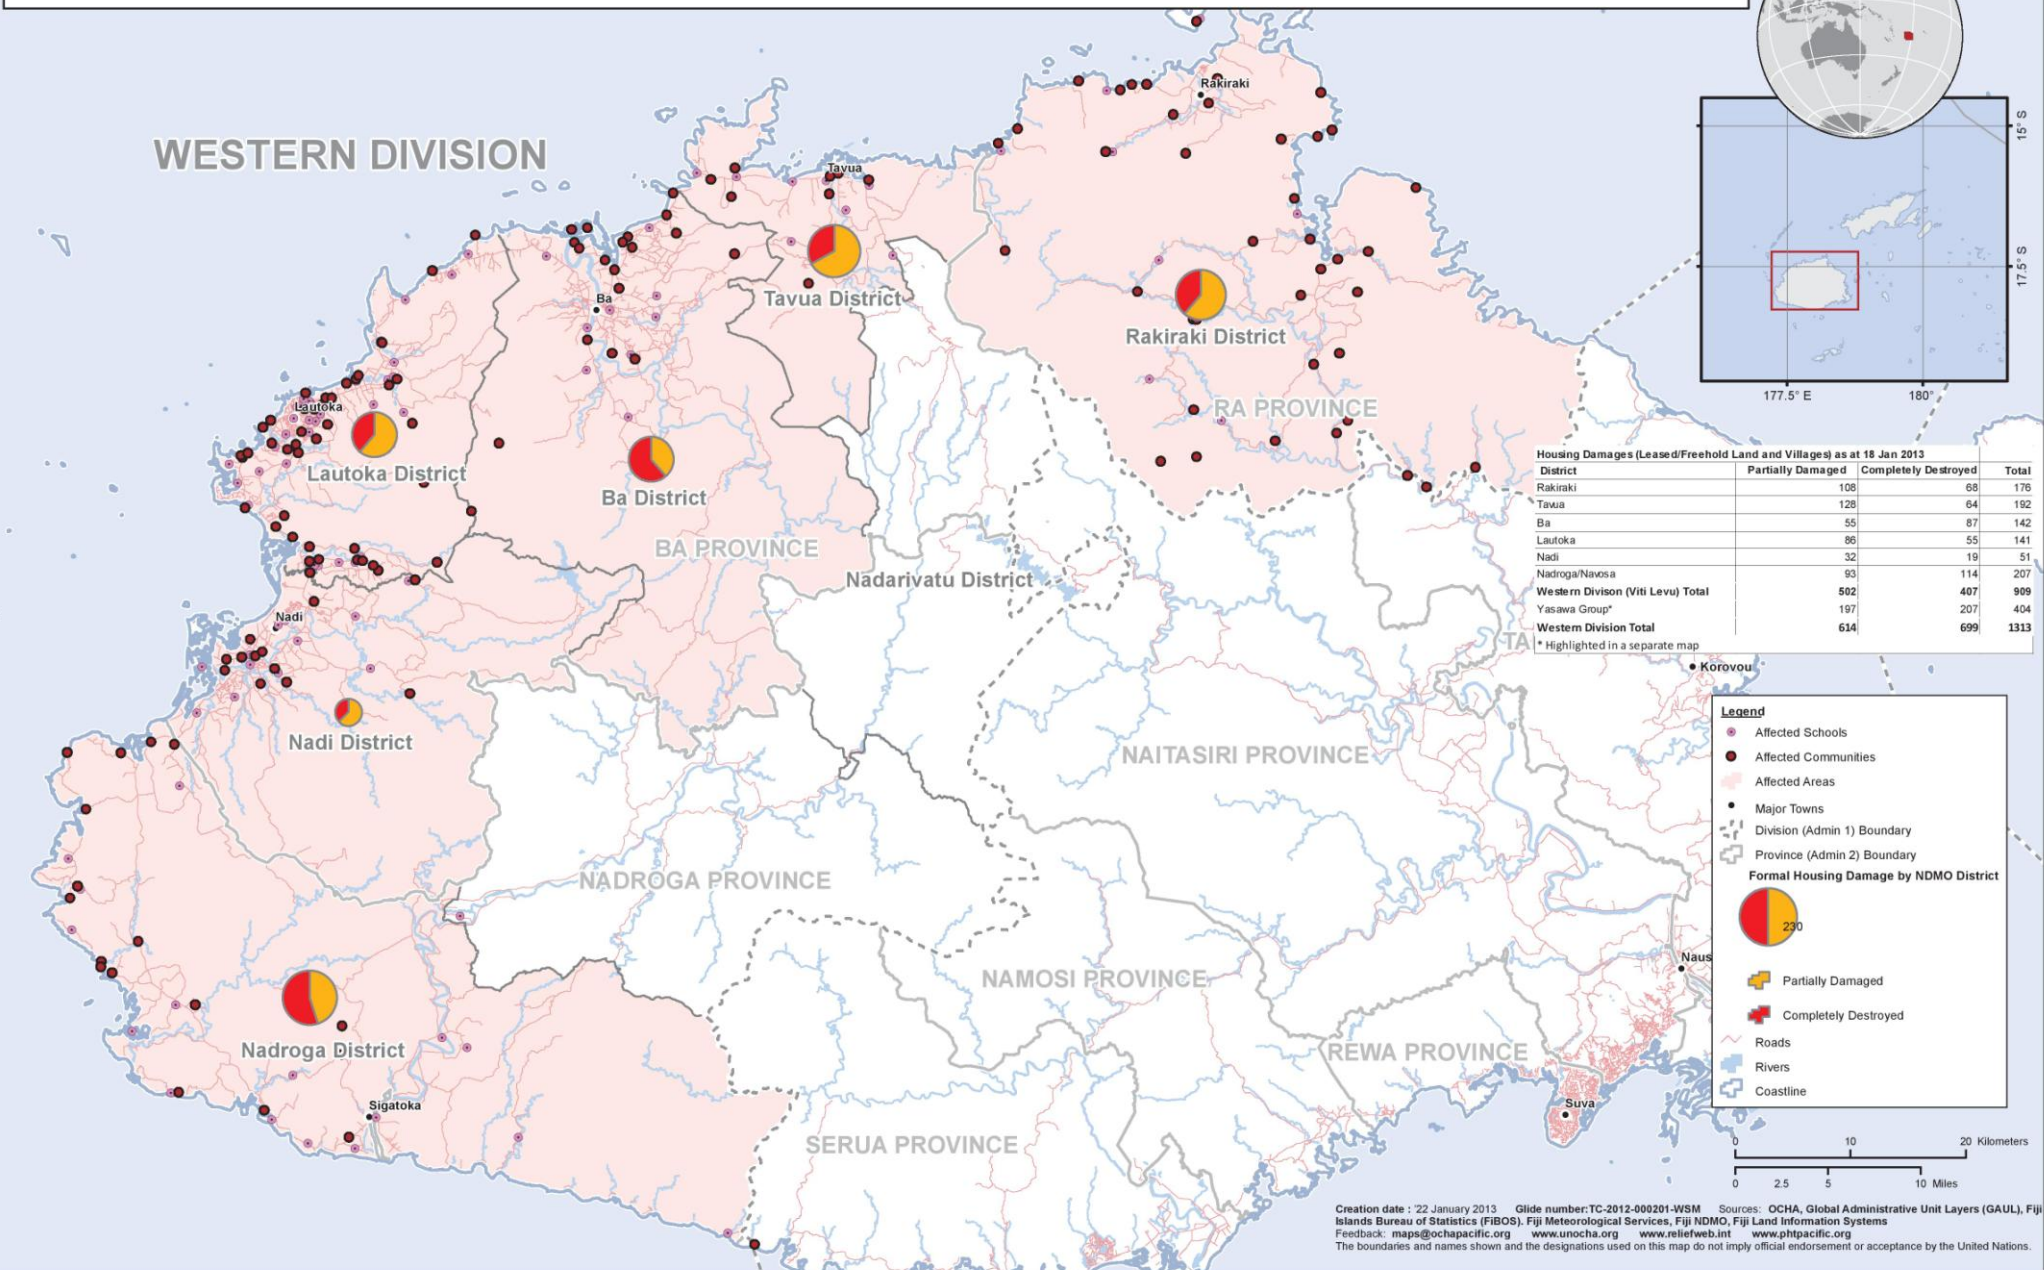 WESTERN DIVISION
Rakiraki
Tavua
Tavua District
Rakiraki District
Ba
RA PROVINCE
Lautoka
Lautoka District
Ba District
BA PROVINCE
Nadarivatu District
Nadi
Nadi District
NAITASIRI PROVINCE
NADROGA PROVINCE
NAMOSI PROVINCE
Nadroga District
REWA PROVINCE
Sigatoka
Suva
SERUA PROVINCE
TA
Korovou
Naus
15° S
17.5° S
177.5° E 180°
Housing Damages (Leased/Freehold Land and Villages) as at 18 Jan 2013
District Partially Damaged Completely Destroyed Total
Rakiraki 108 68 176
Tavua 128 64 192
Ba 55 87 142
Lautoka 86 55 141
Nadi 32 19 51
Nadroga/Navosa 93 114 207
Western Divison (Viti Levu) Total 502 407 909
Yasawa Group* 197 207 404
Western Division Total 614 699 1313
* Highlighted in a separate map
Legend
Affected Schools
Affected Communities
Affected Areas
Major Towns
Division (Admin 1) Boundary
Province (Admin 2) Boundary
Formal Housing Damage by NDMO District
230
Partially Damaged
Completely Destroyed
Roads
Rivers
Coastline
0 10 20 Kilometers
0 2.5 5 10 Miles
Creation date : '22 January 2013 Glide number:TC-2012-000201-WSM Sources: OCHA, Global Administrative Unit Layers (GAUL), Fiji
Islands Bureau of Statistics (FiBOS). Fiji Meteorological Services, Fiji NDMO, Fiji Land Information Systems
Feedback: maps@ochapacific.org www.unocha.org www.reliefweb.int www.phtpacific.org
The boundaries and names shown and the designations used on this map do not imply official endorsement or acceptance by the United Nations.